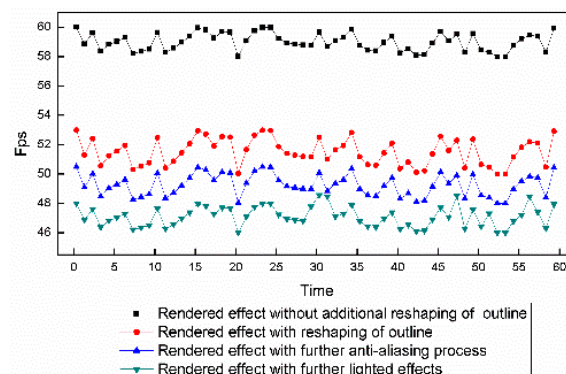 60
58
56
54
52
50
48
46
Fps
0 5 10 15 20 25 30 35 40 45 50 55 60
Time
Rendered effect without additional reshaping of outline
Rendered effect with reshaping of outline
Rendered effect with further anti-aliasing process
Rendered effect with further lighted effects